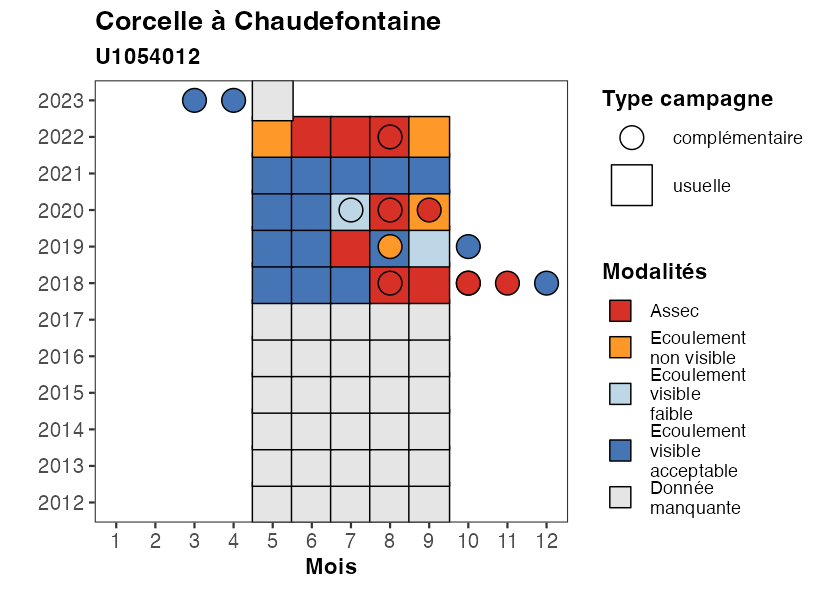 Corcelle à Chaudefontaine
U1054012
2023
2022
2021
2020
2019
2018
2017
2016
2015
2014
2013
2012
1 2 3 4 5 6 7 8 9 10 11 12
Mois
Type campagne
complémentaire
usuelle
Modalités
Assec
Ecoulement
non visible
Ecoulement
visible
faible
Ecoulement
visible
acceptable
Donnée
manquante